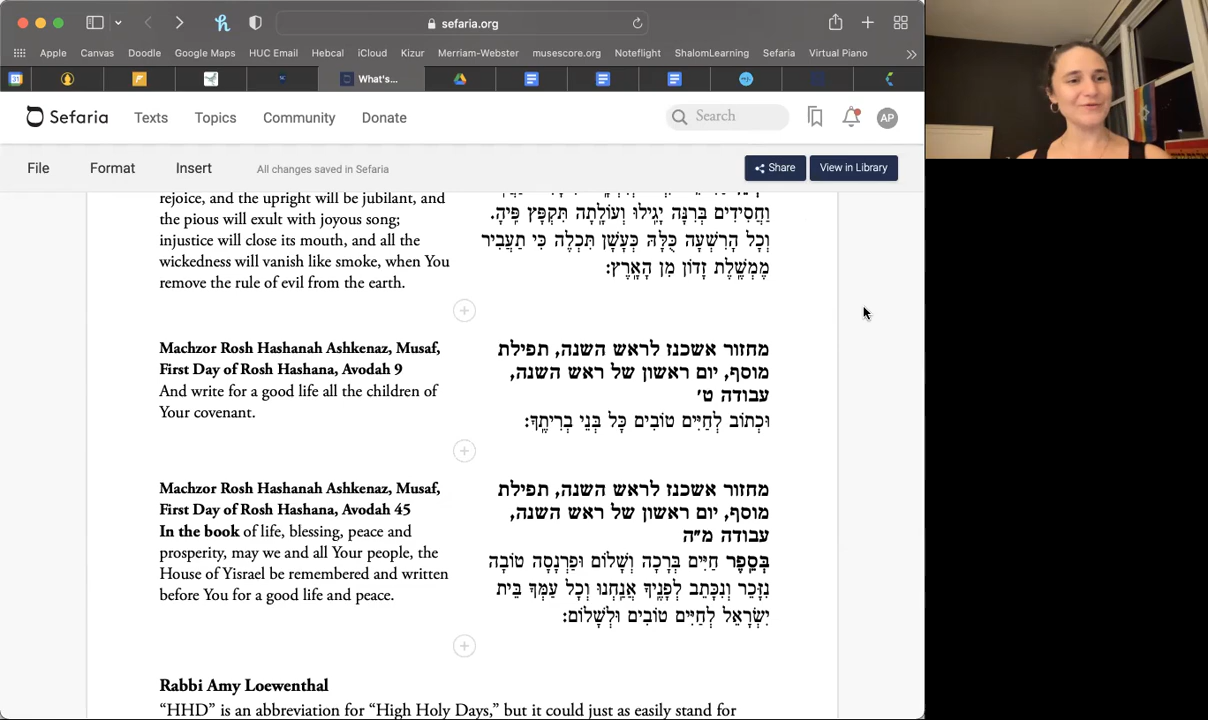 sefaria.org
Apple Canvas Doodle Google Maps HUC Email Hebcal iCloud Kizur Merriam-Webster musescore.org Noteflight ShalomLearning Sefaria Virtual Piano
What's...
Sefaria Texts Topics Community Donate Search AP
File Format Insert All changes saved in Sefaria Share View in Library
rejoice, and the upright will be jubilant, and
the pious will exult with joyous song;
injustice will close its mouth, and all the
wickedness will vanish like smoke, when You
remove the rule of evil from the earth.
וַחֲסִידִים בְּרִנָּה יָגִֽילוּ וְעוֹלָֽתָה תִּקְפָּץ פִּֽיהָ.
וְכָל הָרִשְׁעָה כֻּלָּהּ כְּעָשָׁן תִּכְלֶה כִּי תַעֲבִיר
מֶמְשֶֽׁלֶת זָדוֹן מִן הָאָֽרֶץ:
Machzor Rosh Hashanah Ashkenaz, Musaf,
First Day of Rosh Hashana, Avodah 9
And write for a good life all the children of
Your covenant.
מחזור אשכנז לראש השנה, תפילת
מוסף, יום ראשון של ראש השנה,
עבודה ט׳
וּכְתוֹב לְחַיִּים טוֹבִים כָּל בְּנֵי בְרִיתֶֽךָ:
Machzor Rosh Hashanah Ashkenaz, Musaf,
First Day of Rosh Hashana, Avodah 45
In the book of life, blessing, peace and
prosperity, may we and all Your people, the
House of Yisrael be remembered and written
before You for a good life and peace.
מחזור אשכנז לראש השנה, תפילת
מוסף, יום ראשון של ראש השנה,
עבודה מ״ה
בְּסֵֽפֶר חַיִּים בְּרָכָה וְשָׁלוֹם וּפַרְנָסָה טוֹבָה
נִזָּכֵר וְנִכָּתֵב לְפָנֶֽיךָ אֲנַֽחְנוּ וְכָל עַמְּךָ בֵּית
יִשְׂרָאֵל לְחַיִּים טוֹבִים וּלְשָׁלוֹם:
Rabbi Amy Loewenthal
“HHD” is an abbreviation for “High Holy Days,” but it could just as easily stand for